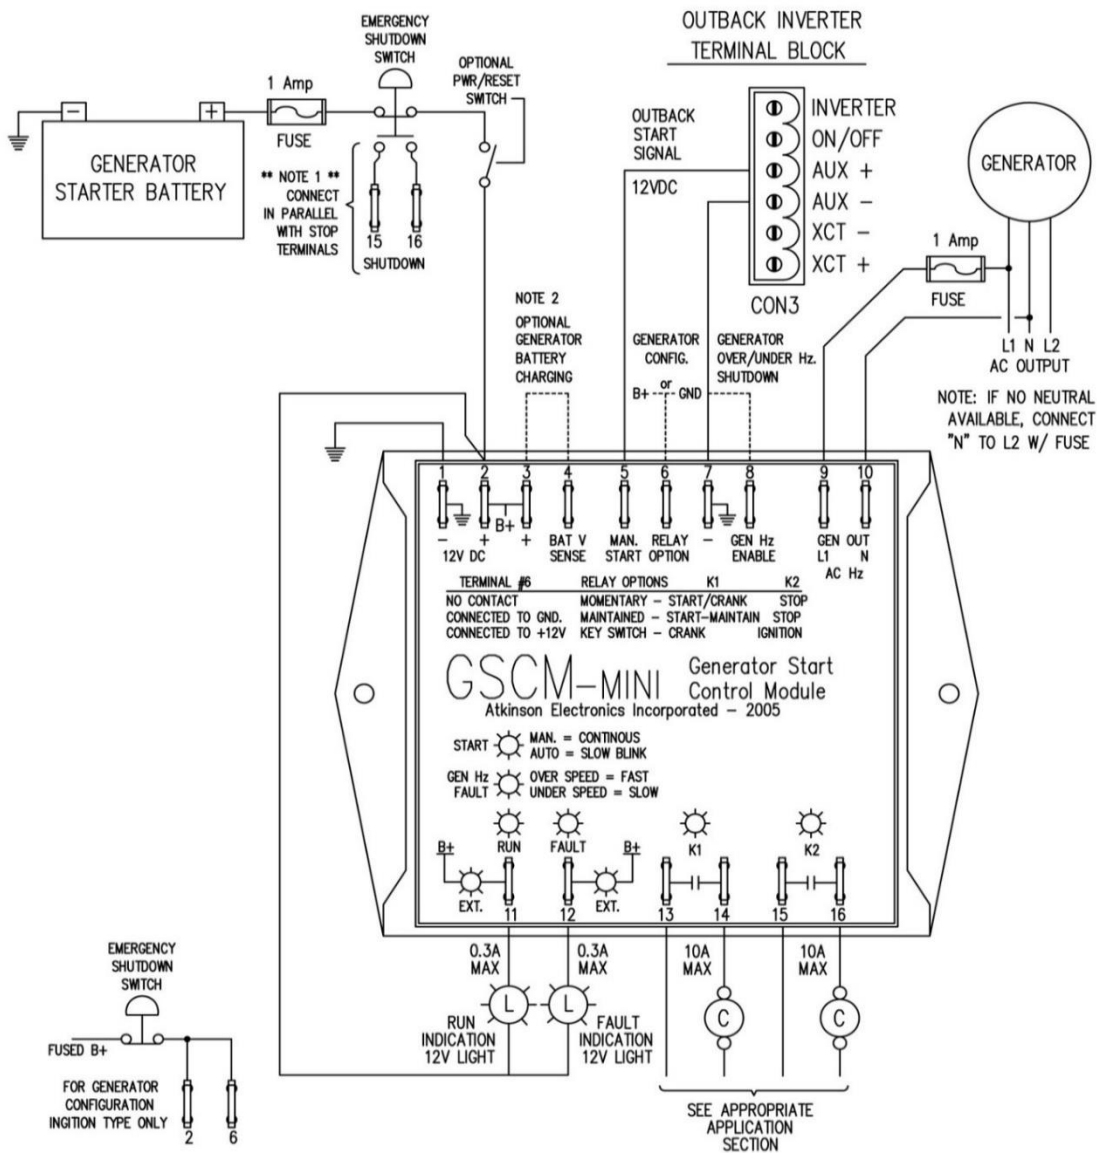 OUTBACK INVERTER
TERMINAL BLOCK
EMERGENCY
SHUTDOWN
SWITCH
OPTIONAL
PWR/RESET
SWITCH
1 Amp
FUSE
-
+
GENERATOR
STARTER BATTERY
** NOTE 1 **
CONNECT
IN PARALLEL
WITH STOP
TERMINALS
15
16
SHUTDOWN
OUTBACK
START
SIGNAL
12VDC
INVERTER
ON/OFF
AUX +
AUX -
XCT -
XCT +
CON3
GENERATOR
1 Amp
FUSE
L1 N L2
AC OUTPUT
NOTE: IF NO NEUTRAL
AVAILABLE, CONNECT
"N" TO L2 W/ FUSE
NOTE 2
OPTIONAL
GENERATOR
BATTERY
CHARGING
GENERATOR
CONFIG.
or
B+
GND
GENERATOR
OVER/UNDER Hz.
SHUTDOWN
1 2 3 4 5 6 7 8 9 10
- + B+ +
12V DC
BAT V
SENSE
MAN.
START
RELAY
OPTION
-
GEN Hz
ENABLE
GEN OUT
L1 N
AC Hz
TERMINAL #6 RELAY OPTIONS K1 K2
NO CONTACT MOMENTARY - START/CRANK STOP
CONNECTED TO GND. MAINTAINED - START-MAINTAIN STOP
CONNECTED TO +12V KEY SWITCH - CRANK IGNITION
GSCM-MINI
Generator Start
Control Module
Atkinson Electronics Incorporated - 2005
START
MAN. = CONTINOUS
AUTO = SLOW BLINK
GEN Hz
FAULT
OVER SPEED = FAST
UNDER SPEED = SLOW
RUN
FAULT
K1
K2
B+
EXT.
B+
EXT.
11 12 13 14 15 16
0.3A
MAX
0.3A
MAX
10A
MAX
10A
MAX
L
L
C
C
RUN
INDICATION
12V LIGHT
FAULT
INDICATION
12V LIGHT
SEE APPROPRIATE
APPLICATION
SECTION
EMERGENCY
SHUTDOWN
SWITCH
FUSED B+
FOR GENERATOR
CONFIGURATION
INGITION TYPE ONLY
2
6